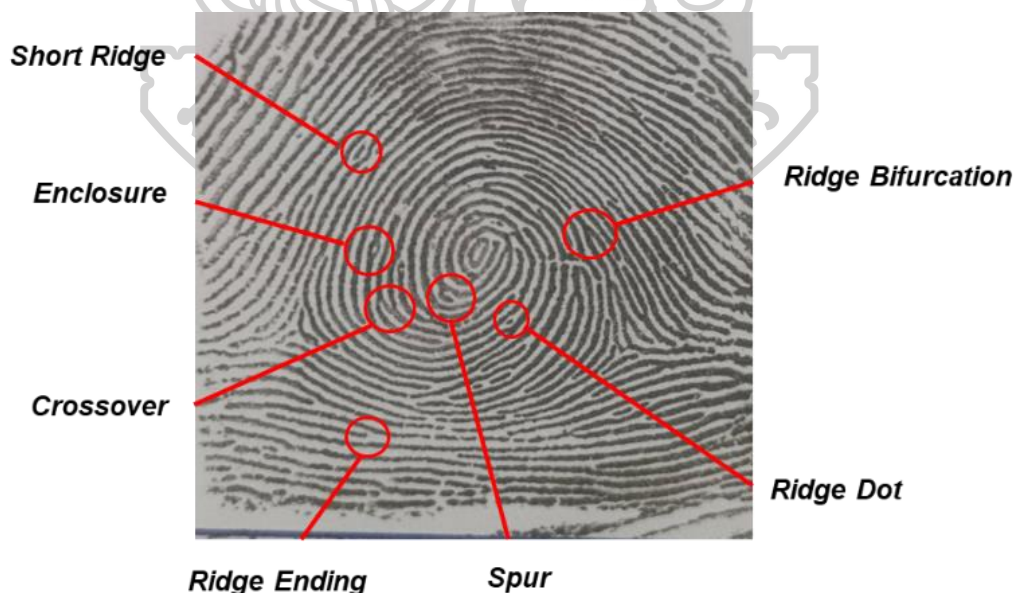 Short Ridge
Enclosure
Ridge Bifurcation
Crossover
Ridge Dot
Ridge Ending
Spur